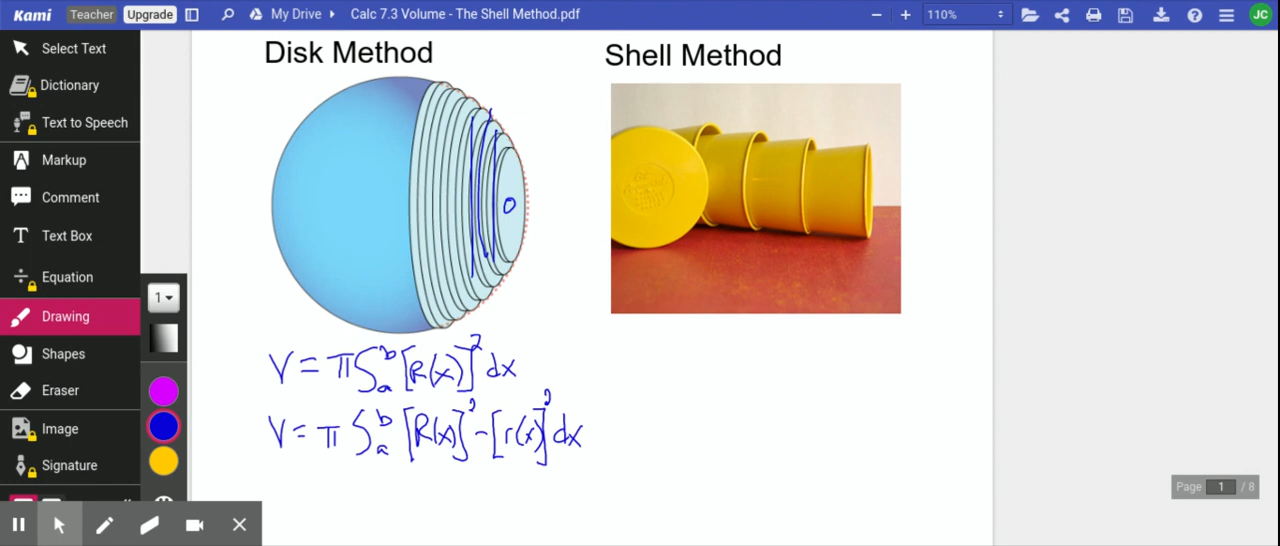 Kami Teacher Upgrade My Drive › Calc 7.3 Volume - The Shell Method.pdf 110% JC
Select Text
Dictionary
Text to Speech
Markup
Comment
Text Box
Equation
Drawing
Shapes
Eraser
Image
Signature
1
Disk Method
Shell Method
V = π∫ₐᵇ [R(x)]² dx
V = π ∫ₐᵇ [R(x)]² - [r(x)]² dx
Page 1 / 8